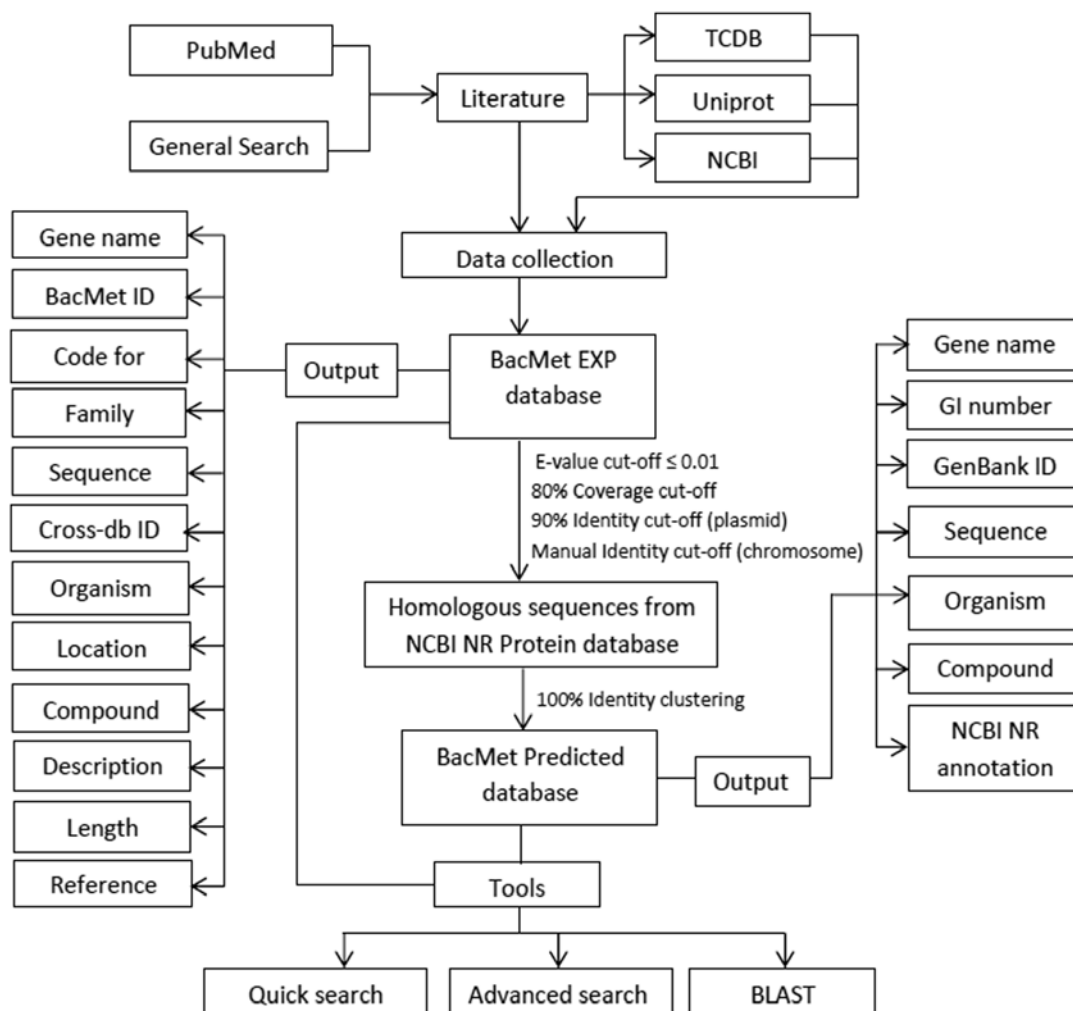 PubMed
General Search
Literature
TCDB
Uniprot
NCBI
Data collection
Gene name
BacMet ID
Code for
Family
Sequence
Cross-db ID
Organism
Location
Compound
Description
Length
Reference
Output
BacMet EXP
database
E-value cut-off ≤ 0.01
80% Coverage cut-off
90% Identity cut-off (plasmid)
Manual Identity cut-off (chromosome)
Homologous sequences from
NCBI NR Protein database
100% Identity clustering
BacMet Predicted
database
Output
Gene name
GI number
GenBank ID
Sequence
Organism
Compound
NCBI NR
annotation
Tools
Quick search
Advanced search
BLAST